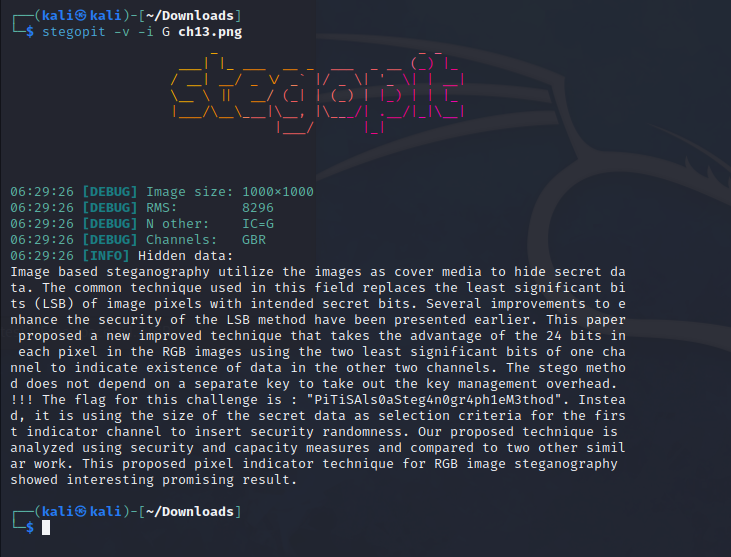 ┌──(kali㉿kali)-[~/Downloads]
└─$ stegopit -v -i G ch13.png
stegopit
06:29:26 [DEBUG] Image size: 1000×1000
06:29:26 [DEBUG] RMS:        8296
06:29:26 [DEBUG] N other:    IC=G
06:29:26 [DEBUG] Channels:   GBR
06:29:26 [INFO] Hidden data:
Image based steganography utilize the images as cover media to hide secret da
ta. The common technique used in this field replaces the least significant bi
ts (LSB) of image pixels with intended secret bits. Several improvements to e
nhance the security of the LSB method have been presented earlier. This paper
 proposed a new improved technique that takes the advantage of the 24 bits in
 each pixel in the RGB images using the two least significant bits of one cha
nnel to indicate existence of data in the other two channels. The stego metho
d does not depend on a separate key to take out the key management overhead.
!!! The flag for this challenge is : "PiTiSAls0aSteg4n0gr4ph1eM3thod". Instea
d, it is using the size of the secret data as selection criteria for the firs
t indicator channel to insert security randomness. Our proposed technique is
analyzed using security and capacity measures and compared to two other simil
ar work. This proposed pixel indicator technique for RGB image steganography
showed interesting promising result.
┌──(kali㉿kali)-[~/Downloads]
└─$